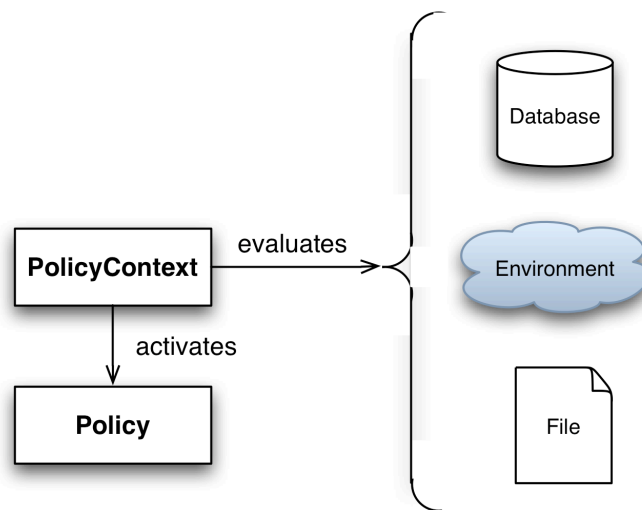 Database
evaluates
PolicyContext
Environment
activates
Policy
File